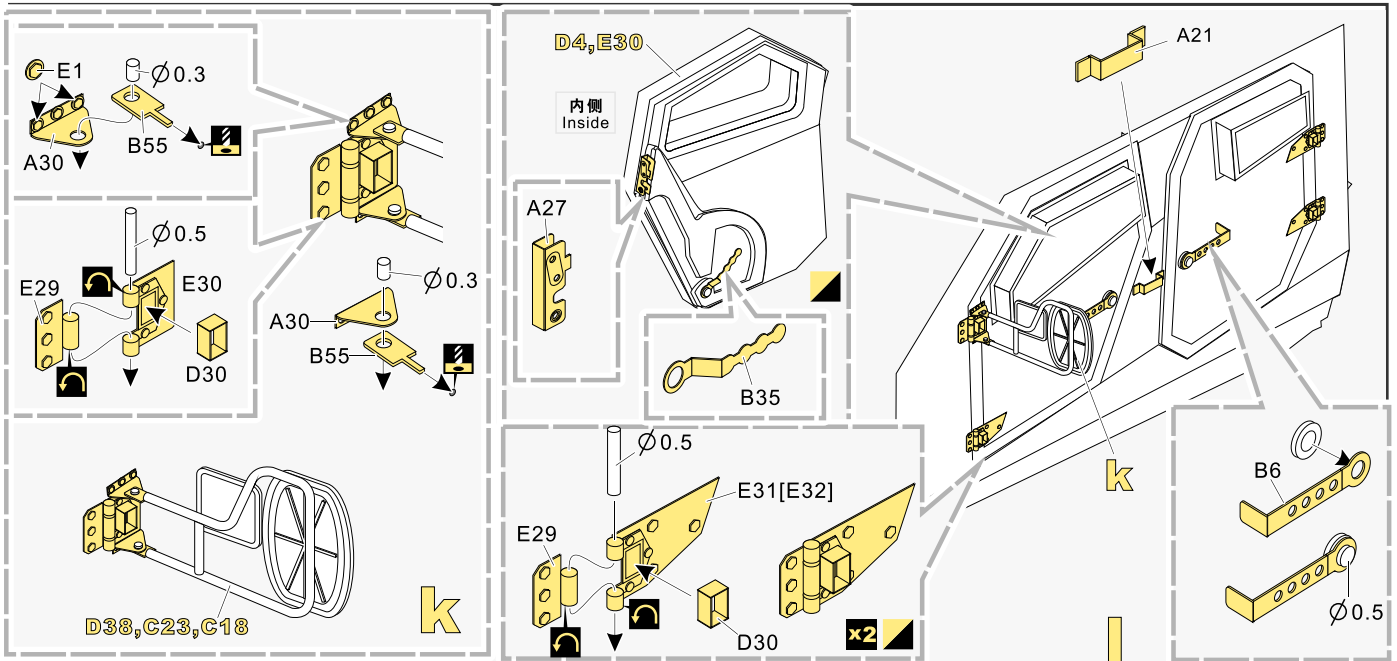 E1
Ø0.3
A30
B55
Ø0.5
E29
E30
D30
Ø0.3
A30
B55
D38,C23,C18
k
D4,E30
内侧
Inside
A27
B35
A21
k
Ø0.5
E31[E32]
E29
D30
x2
B6
Ø0.5
l